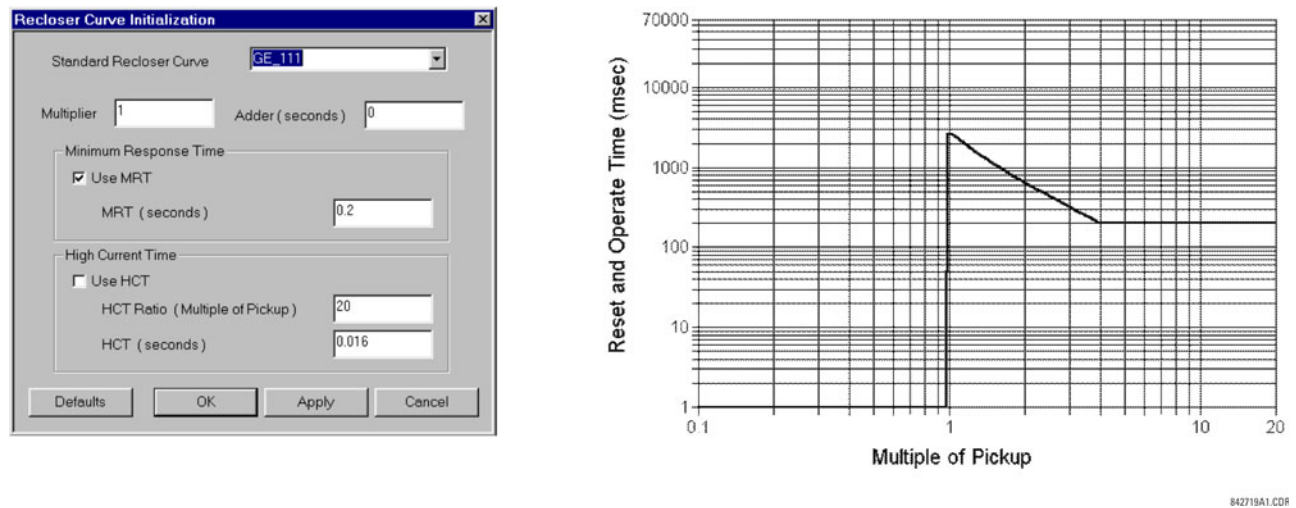 Recloser Curve Initialization
Standard Recloser Curve GE_111
Multiplier 1 Adder ( seconds ) 0
Minimum Response Time
Use MRT
MRT ( seconds ) 0.2
High Current Time
Use HCT
HCT Ratio ( Multiple of Pickup ) 20
HCT ( seconds ) 0.016
Defaults OK Apply Cancel
Reset and Operate Time (msec)
70000
10000
1000
100
10
1
0.1 1 10 20
Multiple of Pickup
842719A1.CDR